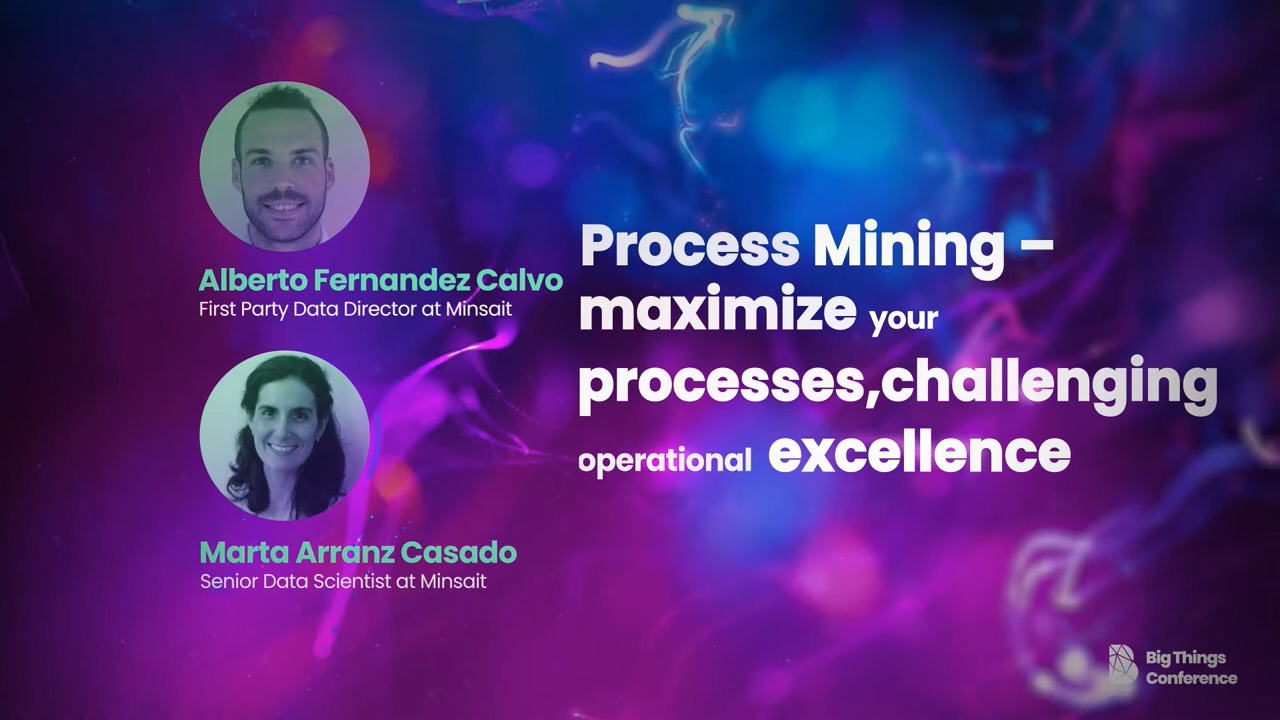 Alberto Fernandez Calvo
First Party Data Director at Minsait
Marta Arranz Casado
Senior Data Scientist at Minsait
Process Mining –
maximize your
processes,challenging
operational excellence
Big Things
Conference